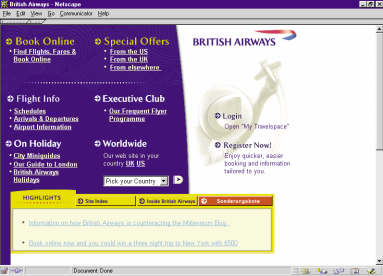 British Airways - Netscape
File Edit View Go Communicator Help
Book Online
Find Flights, Fares &
Book Online
Special Offers
From the US
From the UK
From elsewhere
BRITISH AIRWAYS
Flight Info
Schedules
Arrivals & Departures
Airport Information
Executive Club
Our Frequent Flyer
Programme
Login
Open "My Travelspace"
Register Now!
Enjoy quicker, easier
booking and information
tailored to you.
On Holiday
City Miniguides
Our Guide to London
British Airways
Holidays
Worldwide
Our web site in your
country UK US
Pick your Country
HIGHLIGHTS
Site Index
Inside British Airways
Sonderangebote
Information on how British Airways is counteracting the Millennium Bug.
Book online now and you could win a three night trip to New York with £500
Document Done